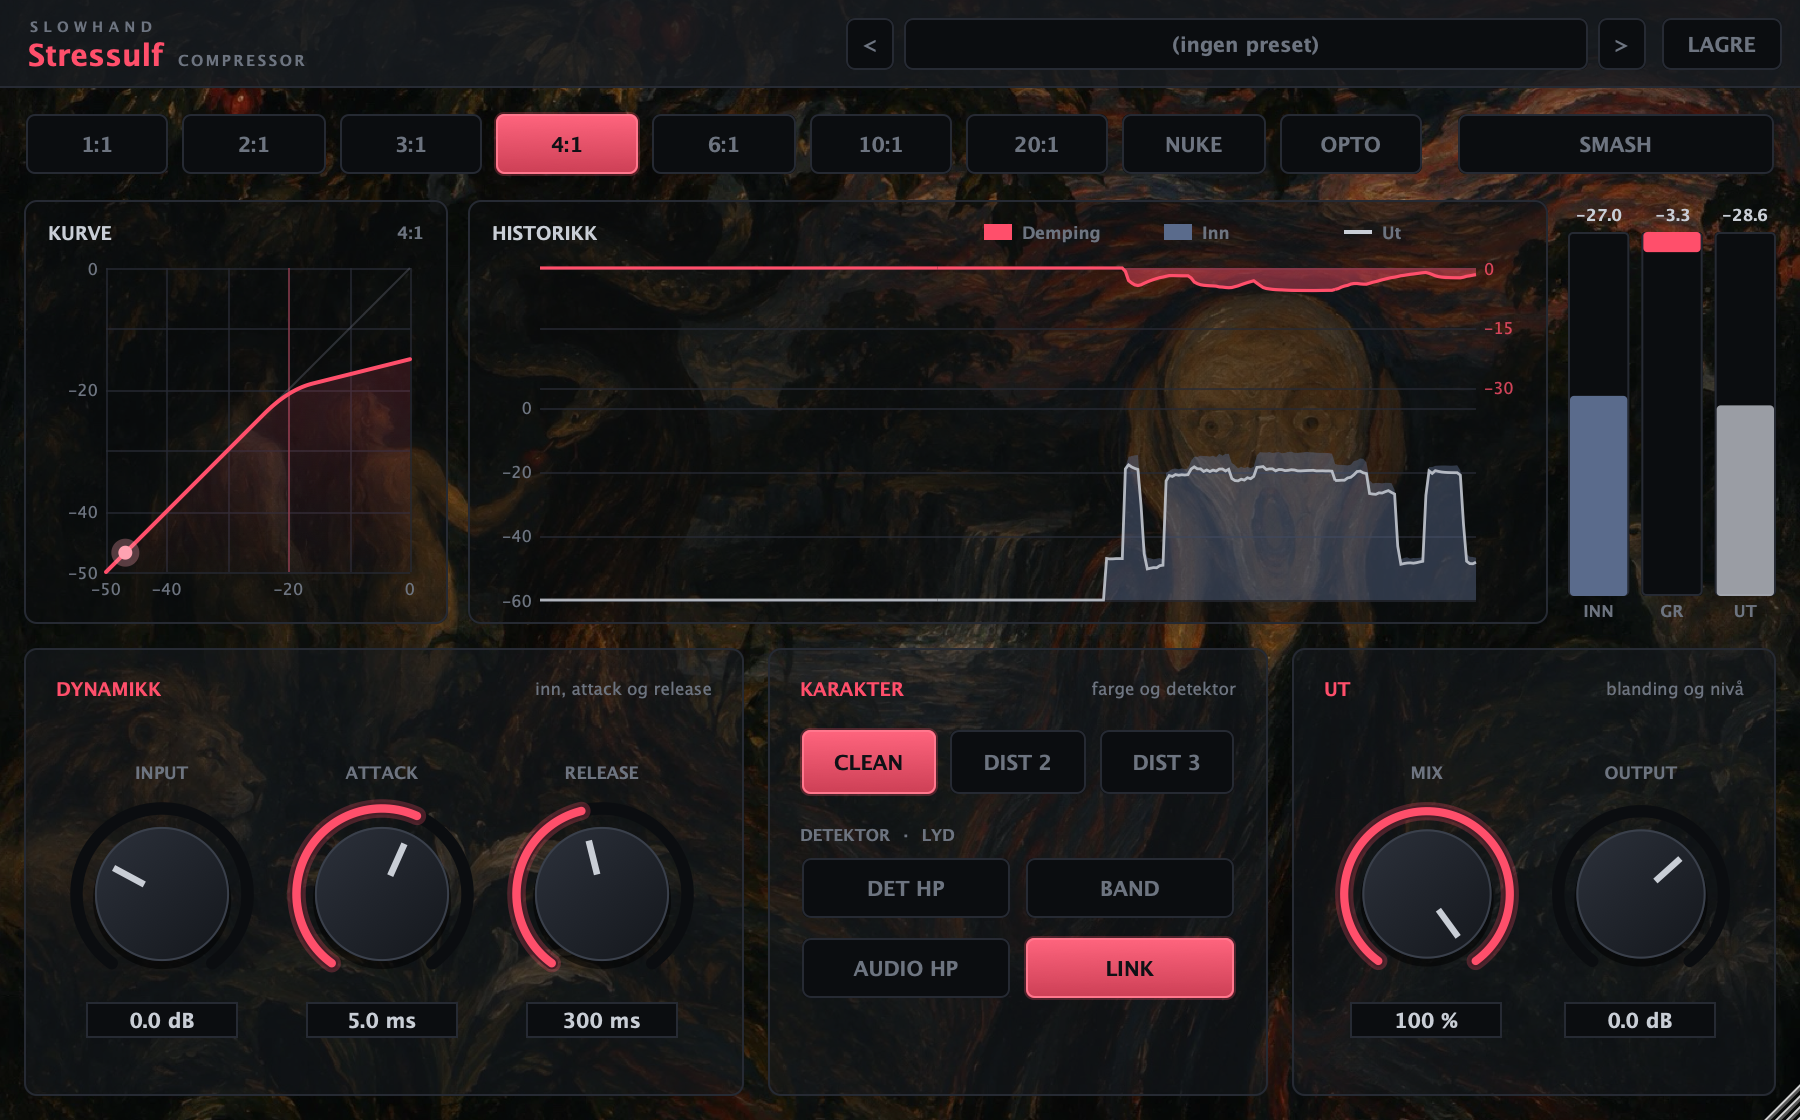 SLOWHAND
Stressulf COMPRESSOR
< (ingen preset) > LAGRE
1:1 2:1 3:1 4:1 6:1 10:1 20:1 NUKE OPTO SMASH
KURVE 4:1
0
-20
-40
-50
-50 -40 -20 0
HISTORIKK Demping Inn Ut
0
-15
-30
0
-20
-40
-60
-27.0 -3.3 -28.6
INN GR UT
DYNAMIKK inn, attack og release
INPUT ATTACK RELEASE
0.0 dB 5.0 ms 300 ms
KARAKTER farge og detektor
CLEAN DIST 2 DIST 3
DETEKTOR · LYD
DET HP BAND
AUDIO HP LINK
UT blanding og nivå
MIX OUTPUT
100 % 0.0 dB